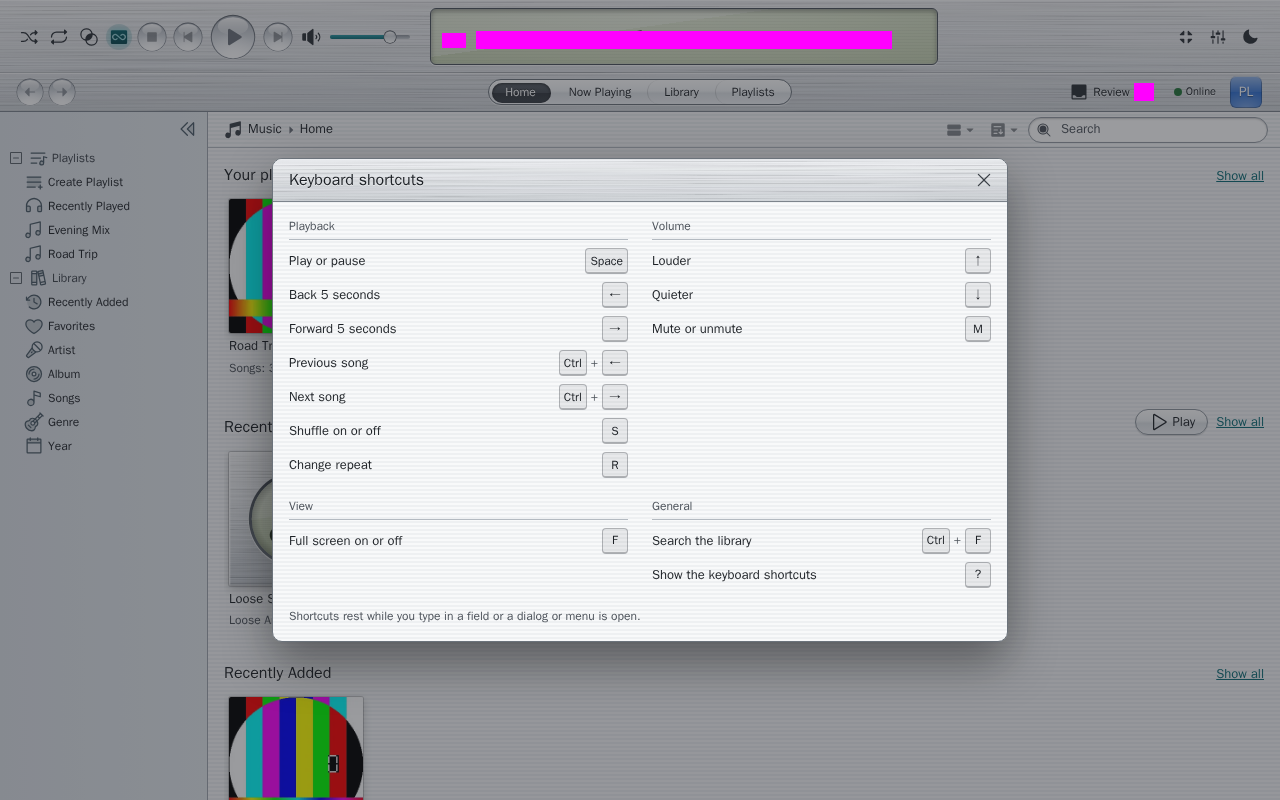 Home
Now Playing
Library
Playlists
Review
Online
PL
Music
Home
Search
Playlists
Create Playlist
Recently Played
Evening Mix
Road Trip
Library
Recently Added
Favorites
Artist
Album
Songs
Genre
Year
Your
Show all
Road
Songs:
Play
Show all
Loose
Loose
Recently Added
Show all
Keyboard shortcuts
Playback
Play or pause Space
Back 5 seconds ←
Forward 5 seconds →
Previous song Ctrl + ←
Next song Ctrl + →
Shuffle on or off S
Change repeat R
Volume
Louder ↑
Quieter ↓
Mute or unmute M
View
Full screen on or off F
General
Search the library Ctrl + F
Show the keyboard shortcuts ?
Shortcuts rest while you type in a field or a dialog or menu is open.